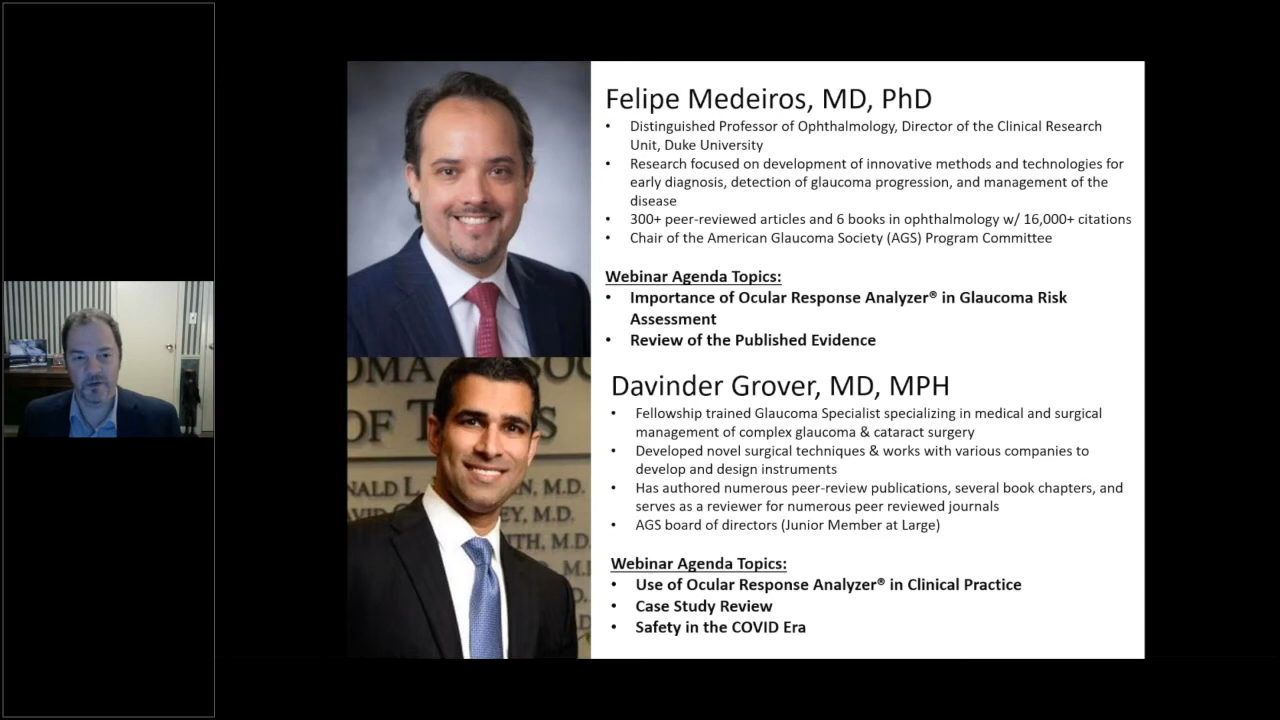 Felipe Medeiros, MD, PhD
• Distinguished Professor of Ophthalmology, Director of the Clinical Research
Unit, Duke University
• Research focused on development of innovative methods and technologies for
early diagnosis, detection of glaucoma progression, and management of the
disease
• 300+ peer-reviewed articles and 6 books in ophthalmology w/ 16,000+ citations
• Chair of the American Glaucoma Society (AGS) Program Committee
Webinar Agenda Topics:
• Importance of Ocular Response Analyzer® in Glaucoma Risk
Assessment
• Review of the Published Evidence
OF
Davinder Grover, MD, MPH
• Fellowship trained Glaucoma Specialist specializing in medical and surgical
management of complex glaucoma & cataract surgery
• Developed novel surgical techniques & works with various companies to
develop and design instruments
• Has authored numerous peer-review publications, several book chapters, and
serves as a reviewer for numerous peer reviewed journals
• AGS board of directors (Junior Member at Large)
Webinar Agenda Topics:
• Use of Ocular Response Analyzer® in Clinical Practice
• Case Study Review
• Safety in the COVID Era